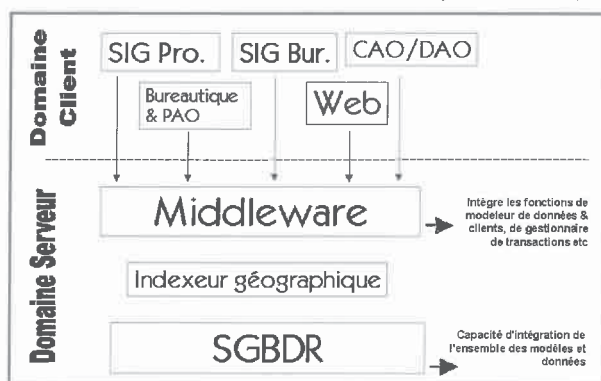 Domaine
Client
SIG Pro.
SIG Bur.
CAO/DAO
Bureautique
& PAO
Web
Domaine Serveur
Middleware
Intègre les fonctions de
modeleur de données &
clients, de gestionnaire
de transactions etc
Indexeur géographique
SGBDR
Capacité d'intégration de
l'ensemble des modèles et
données